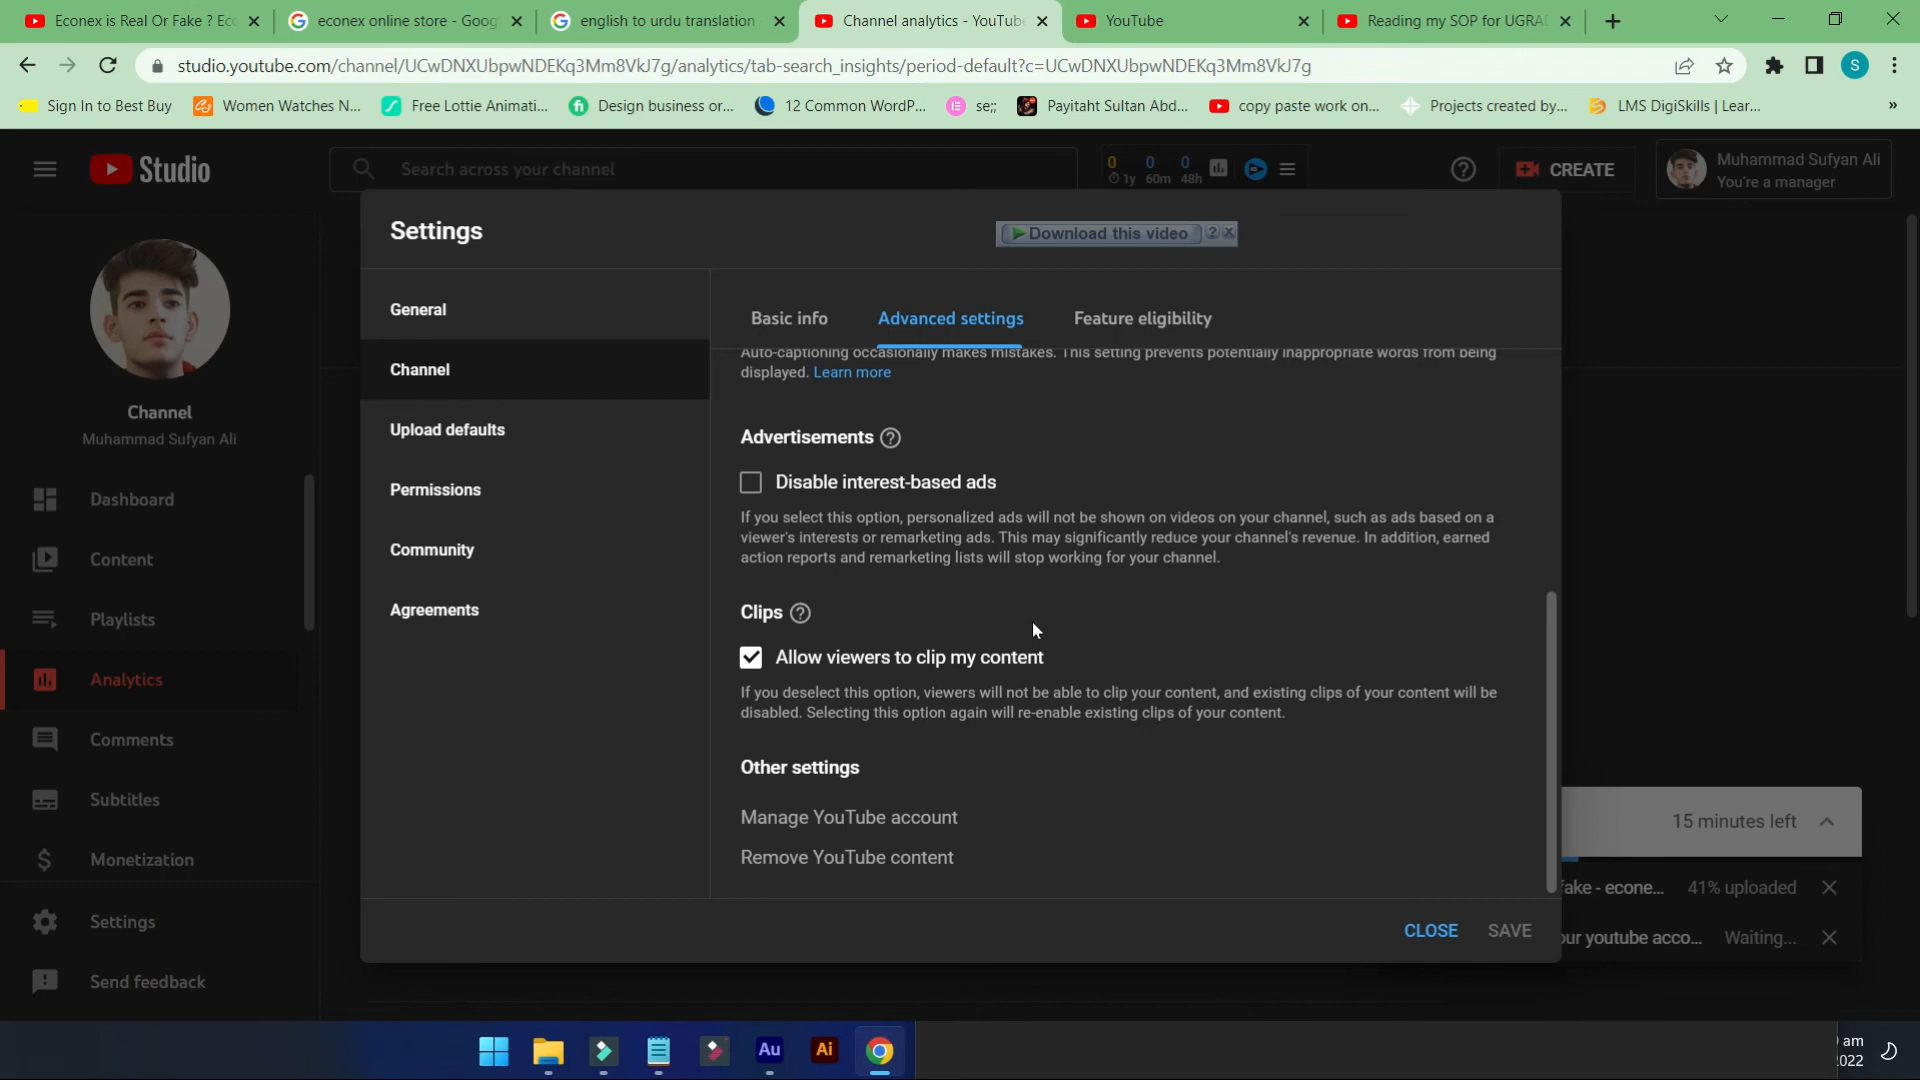 Econex is Real Or Fake ? Ec
econex online store - Goog
english to urdu translation
Channel analytics - YouTub
YouTube
Reading my SOP for UGRA
studio.youtube.com/channel/UCwDNXUbpwNDEKq3Mm8VkJ7g/analytics/tab-search_insights/period-default?c=UCwDNXUbpwNDEKq3Mm8VkJ7g
S
Sign In to Best Buy
Women Watches N...
Free Lottie Animati...
Design business or...
12 Common WordP...
se;;
Payitaht Sultan Abd...
copy paste work on...
Projects created by...
LMS DigiSkills | Lear...
»
Studio
Search across your channel
0 0 0
1y 60m 48h
CREATE
Muhammad Sufyan Ali
You're a manager
Settings
Download this video
General
Channel
Upload defaults
Permissions
Community
Agreements
Basic info
Advanced settings
Feature eligibility
Auto-captioning occasionally makes mistakes. This setting prevents potentially inappropriate words from being
displayed. Learn more
Advertisements
Disable interest-based ads
If you select this option, personalized ads will not be shown on videos on your channel, such as ads based on a
viewer's interests or remarketing ads. This may significantly reduce your channel's revenue. In addition, earned
action reports and remarketing lists will stop working for your channel.
Clips
Allow viewers to clip my content
If you deselect this option, viewers will not be able to clip your content, and existing clips of your content will be
disabled. Selecting this option again will re-enable existing clips of your content.
Other settings
Manage YouTube account
Remove YouTube content
CLOSE
SAVE
Channel
Muhammad Sufyan Ali
Dashboard
Content
Playlists
Analytics
Comments
Subtitles
Monetization
Settings
Send feedback
15 minutes left
fake - econe... 41% uploaded
our youtube acco... Waiting...
Au
Ai
am
2022